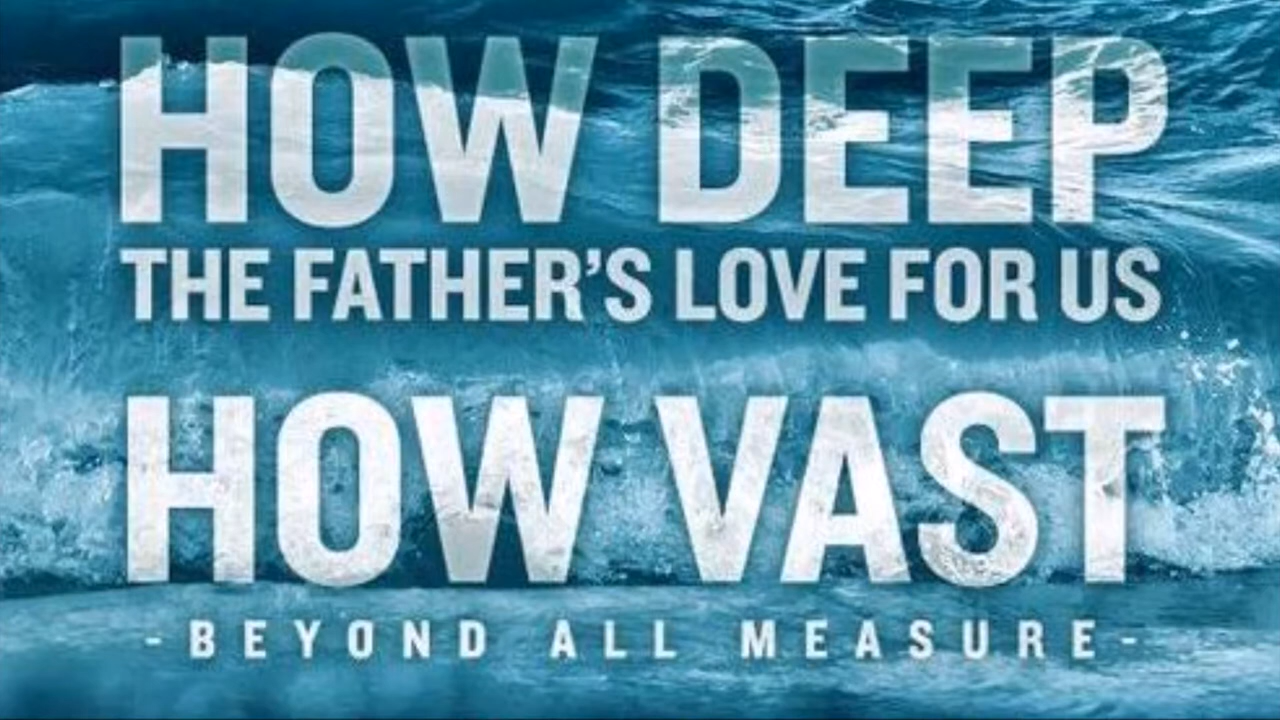 HOW DEEP
THE FATHER'S LOVE FOR US
HOW VAST
-BEYOND ALL MEASURE-